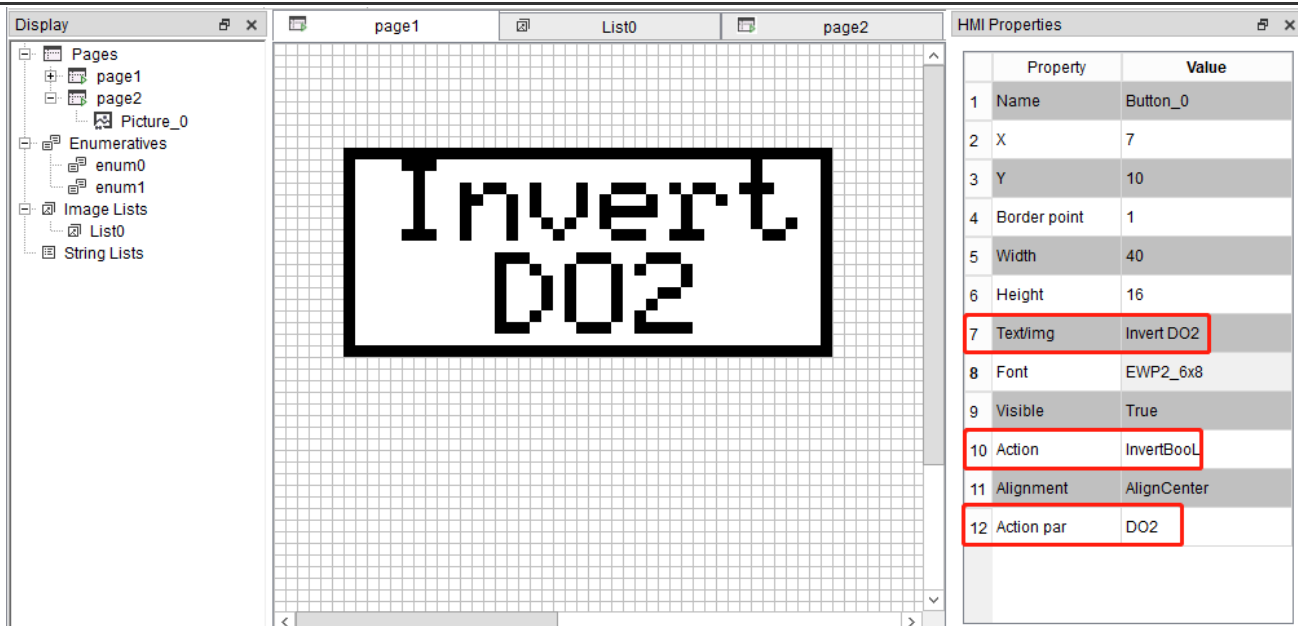 Display
Pages
page1
page2
Picture_0
Enumeratives
enum0
enum1
Image Lists
List0
String Lists
page1 List0 page2
Invert
DO2
HMI Properties
Property Value
1 Name Button_0
2 X 7
3 Y 10
4 Border point 1
5 Width 40
6 Height 16
7 Text/img Invert DO2
8 Font EWP2_6x8
9 Visible True
10 Action InvertBooL
11 Alignment AlignCenter
12 Action par DO2